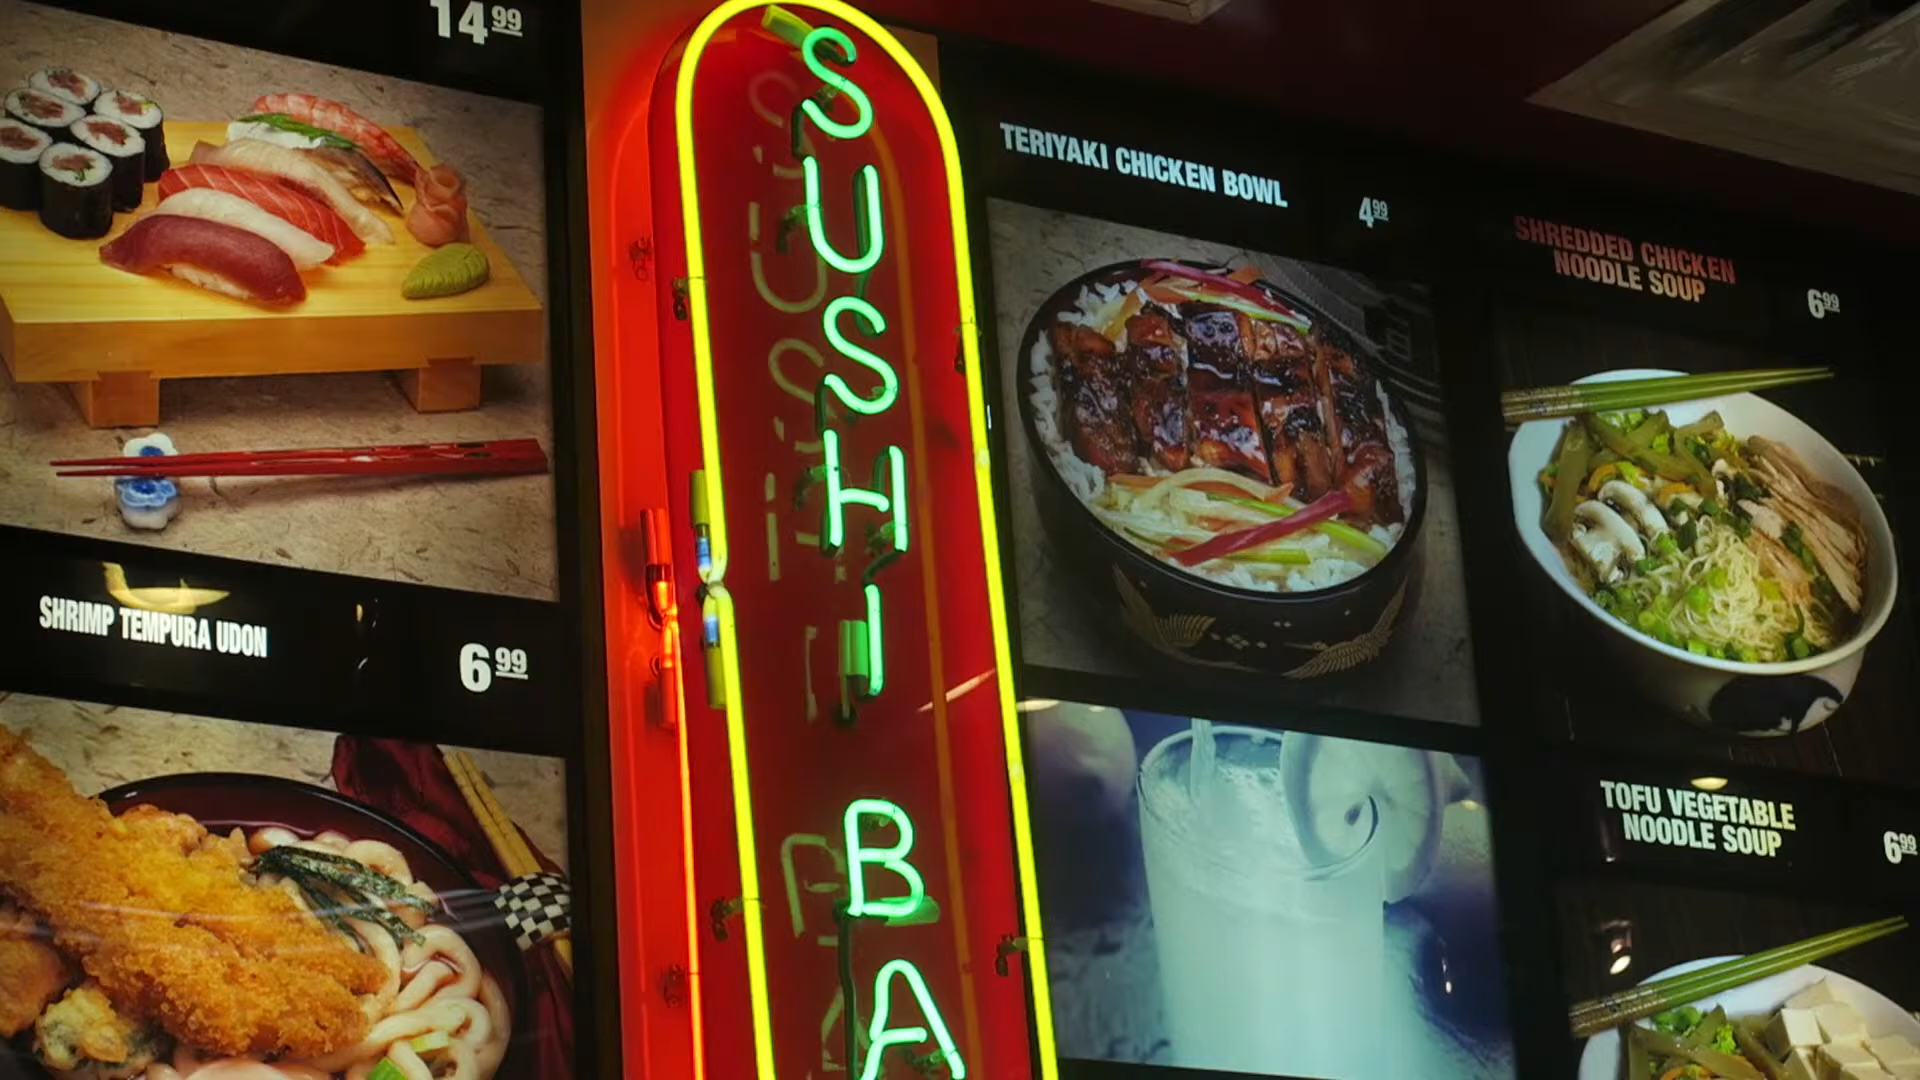 14 99
SHRIMP TEMPURA UDON
6 99
SUSHI BA
TERIYAKI CHICKEN BOWL
4 99
SHREDDED CHICKEN
NOODLE SOUP
6 99
TOFU VEGETABLE
NOODLE SOUP
6 99